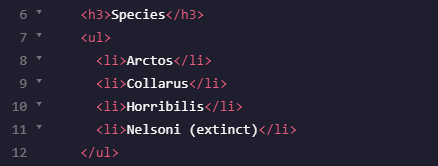 6 <h3>Species</h3>
7 <ul>
8 <li>Arctos</li>
9 <li>Collarus</li>
10 <li>Horribilis</li>
11 <li>Nelsoni (extinct)</li>
12 </ul>